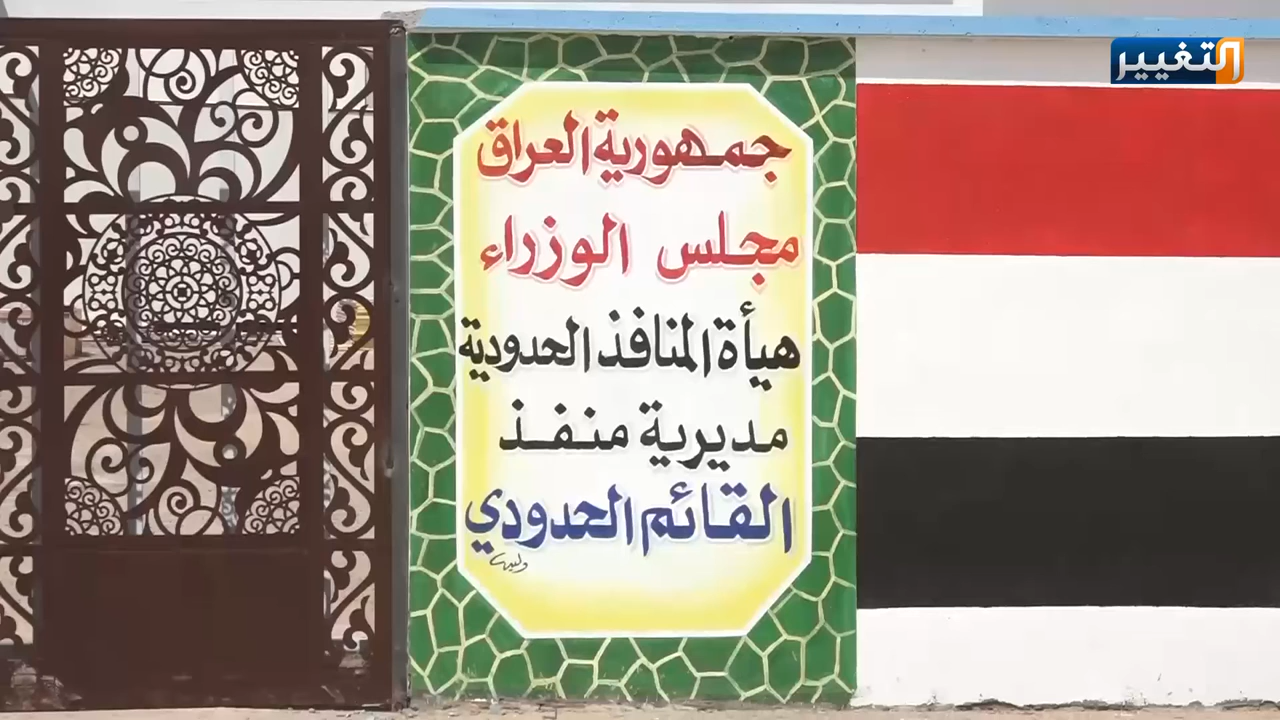 التغيير
جمهورية العراق
مجلس الوزراء
هيأة المنافذ الحدودية
مديرية منفذ
القائم الحدودي